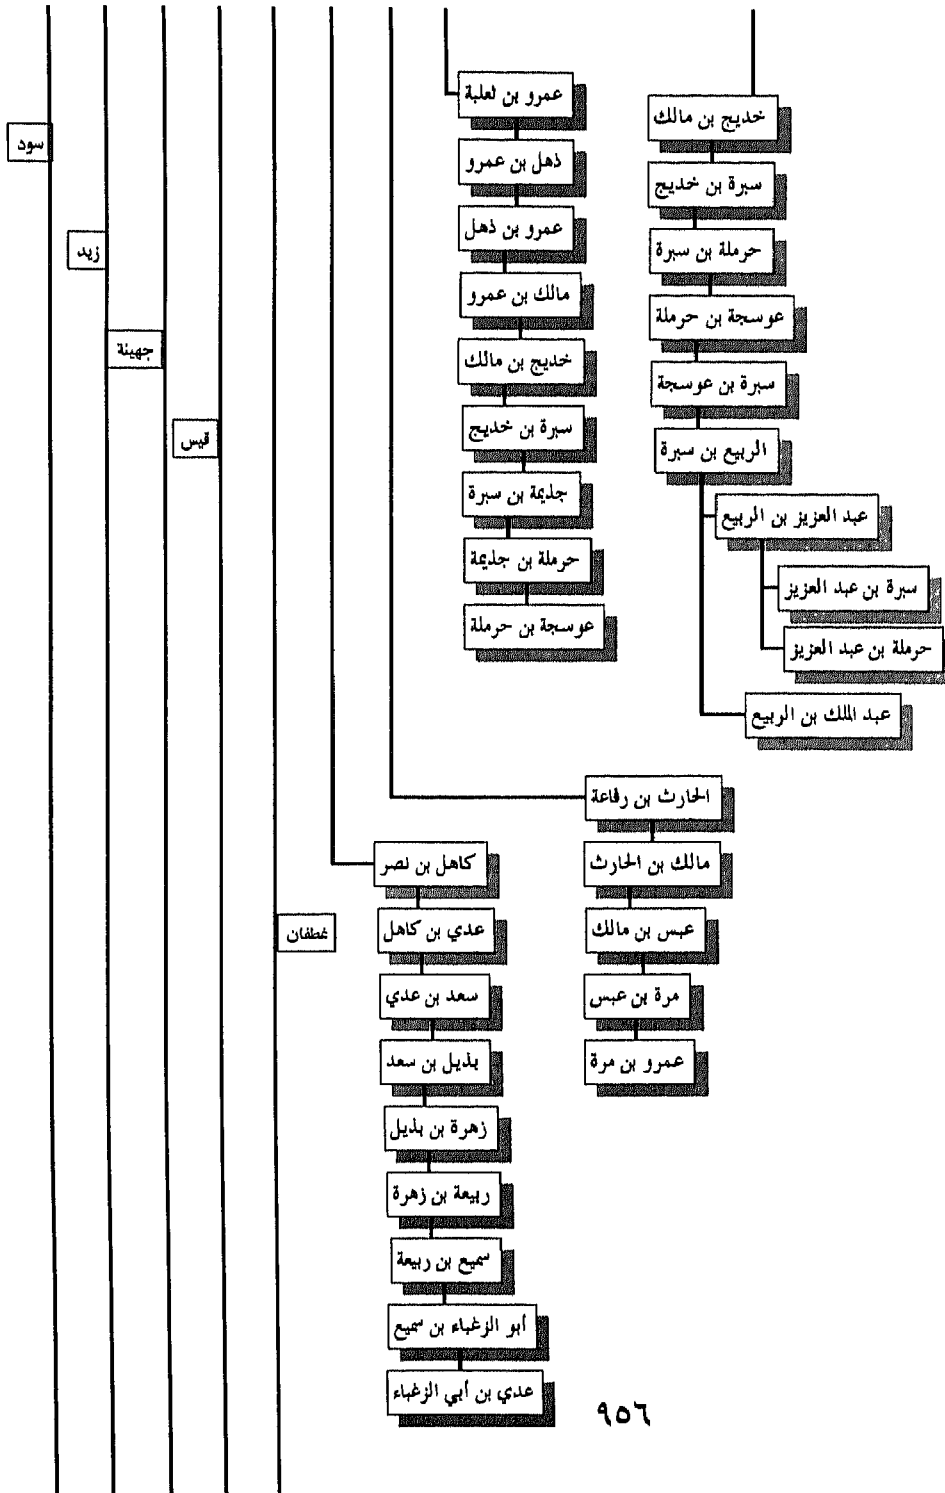 خديج بن مالك
سبرة بن خديج
حرملة بن سبرة
عوسجة بن حرملة
سبرة بن عوسجة
الربيع بن سبرة
عبد العزيز بن الربيع
سبرة بن عبد العزيز
حرملة بن عبد العزيز
عبد الملك بن الربيع
عمرو بن ثعلبة
ذهل بن عمرو
عمرو بن ذهل
مالك بن عمرو
خديج بن مالك
سبرة بن خديج
جذيمة بن سبرة
حرملة بن جذيمة
عوسجة بن حرملة
الحارث بن رفاعة
مالك بن الحارث
عبس بن مالك
مرة بن عبس
عمرو بن مرة
كاهل بن نصر
عدي بن كاهل
سعد بن عدي
بذيل بن سعد
زهرة بن بذيل
ربيعة بن زهرة
سميع بن ربيعة
أبو الزغباء بن سميع
عدي بن أبي الزغباء
سود
زيد
جهينة
قيس
غطفان
٩٥٦